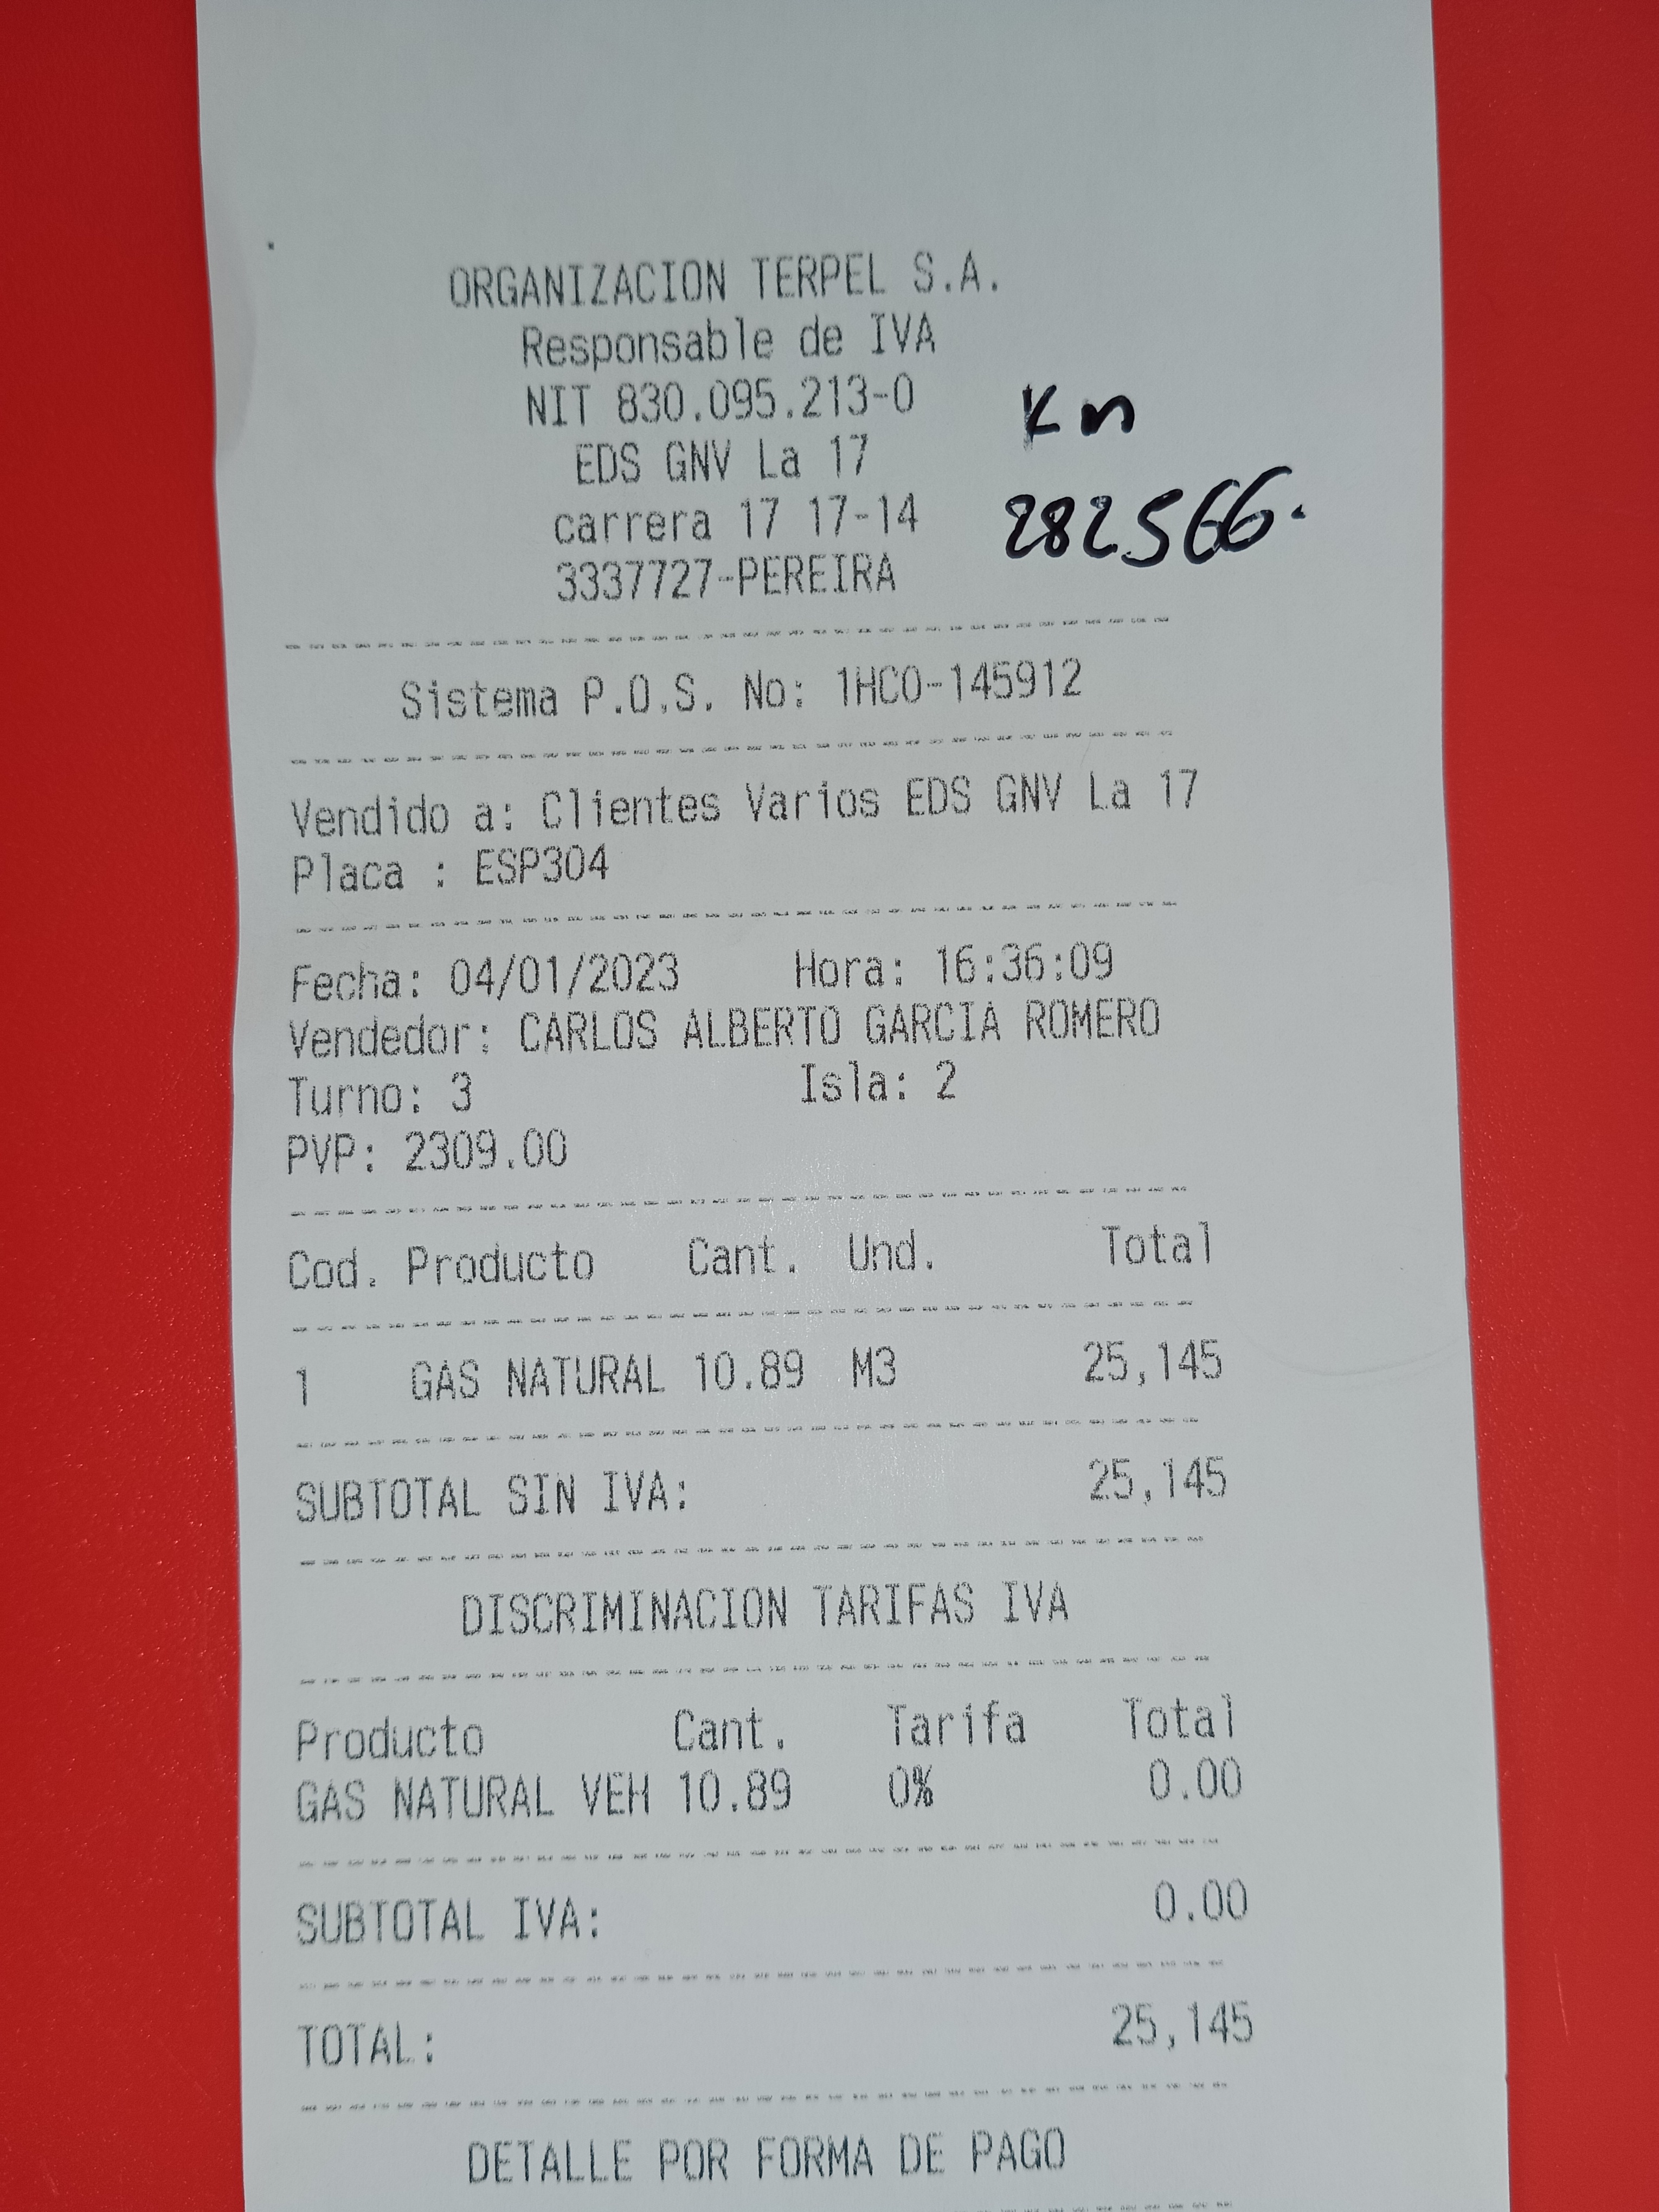 ORGANIZACION TERPEL S.A.
Responsable de IVA
NIT 830.095.213-0
Km
EDS GNV La 17
carrera 17 17-14
282566.
3337727-PEREIRA
Sistema P.O.S. No: 1HCO-145912
Vendido a: Clientes Varios EDS GNV La 17
Placa : ESP304
Fecha: 04/01/2023 Hora: 16:36:09
Vendedor: CARLOS ALBERTO GARCIA ROMERO
Turno: 3 Isla: 2
PVP: 2309.00
Cod. Producto Cant. Und. Total
1 GAS NATURAL 10.89 M3 25,145
SUBTOTAL SIN IVA: 25,145
DISCRIMINACION TARIFAS IVA
Producto Cant. Tarifa Total
GAS NATURAL VEH 10.89 0% 0.00
SUBTOTAL IVA: 0.00
TOTAL: 25,145
DETALLE POR FORMA DE PAGO